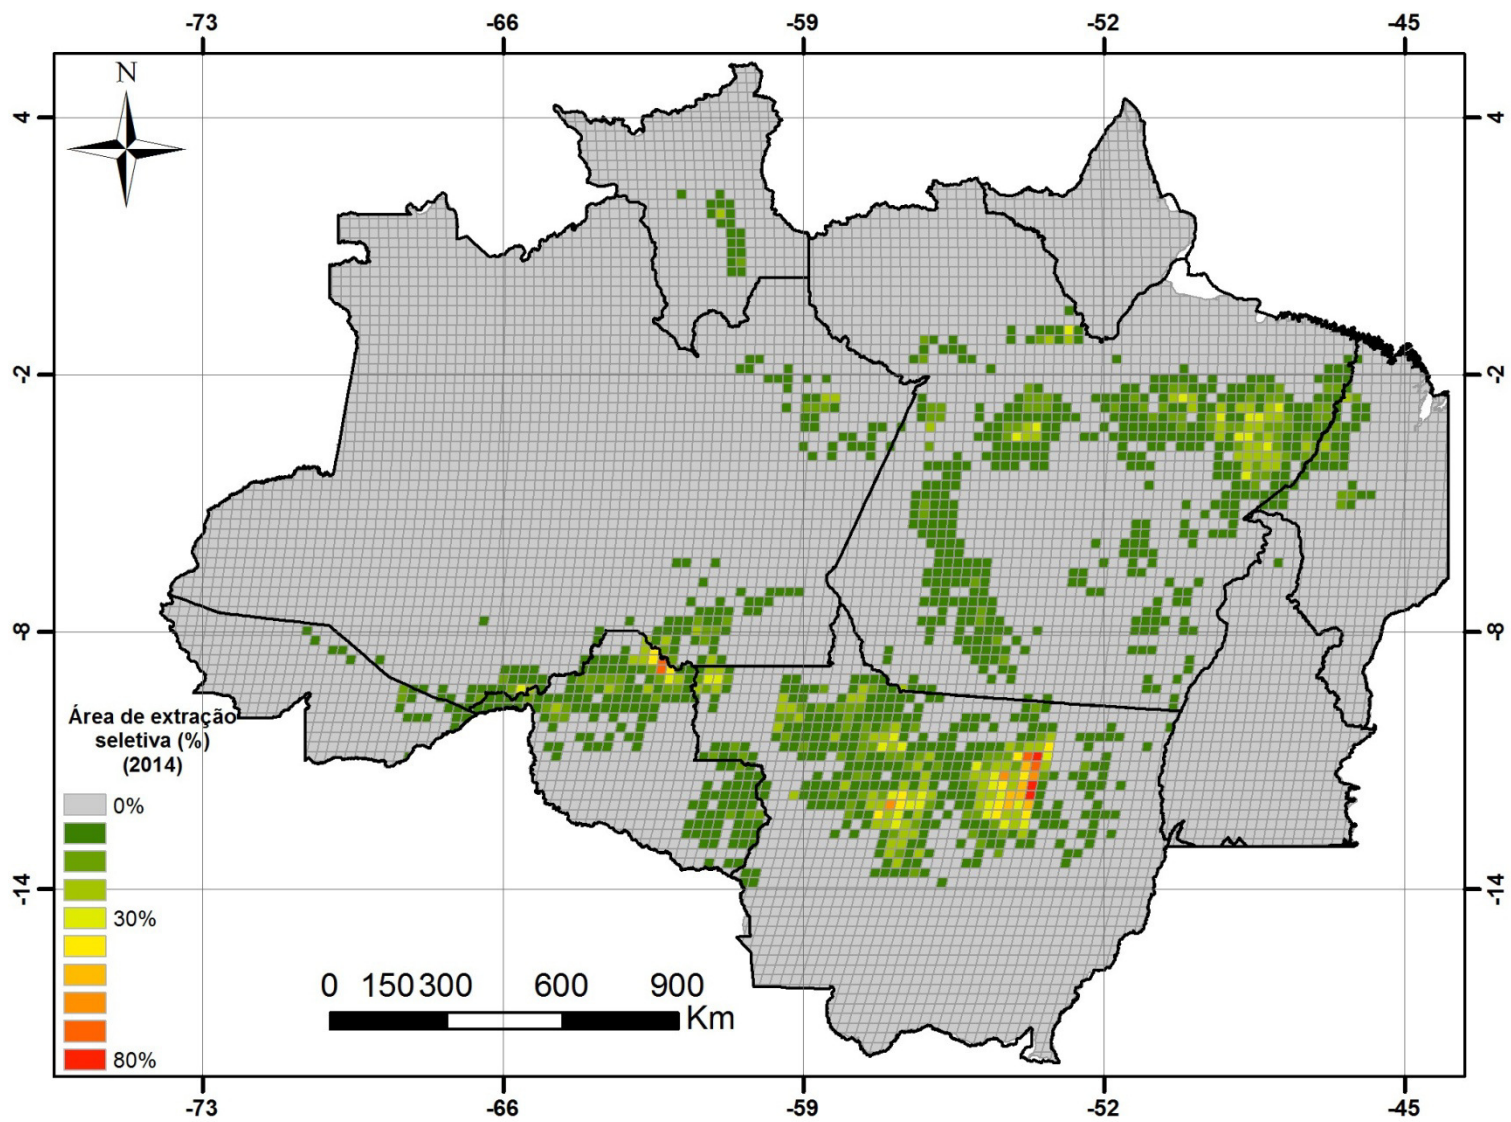 -73 -66 -59 -52 -45
N
4 4
-2 -2
-8 -8
Área de extração
seletiva (%)
(2014)
0%
-14 -14
30%
0 150 300 600 900
Km
80%
-73 -66 -59 -52 -45